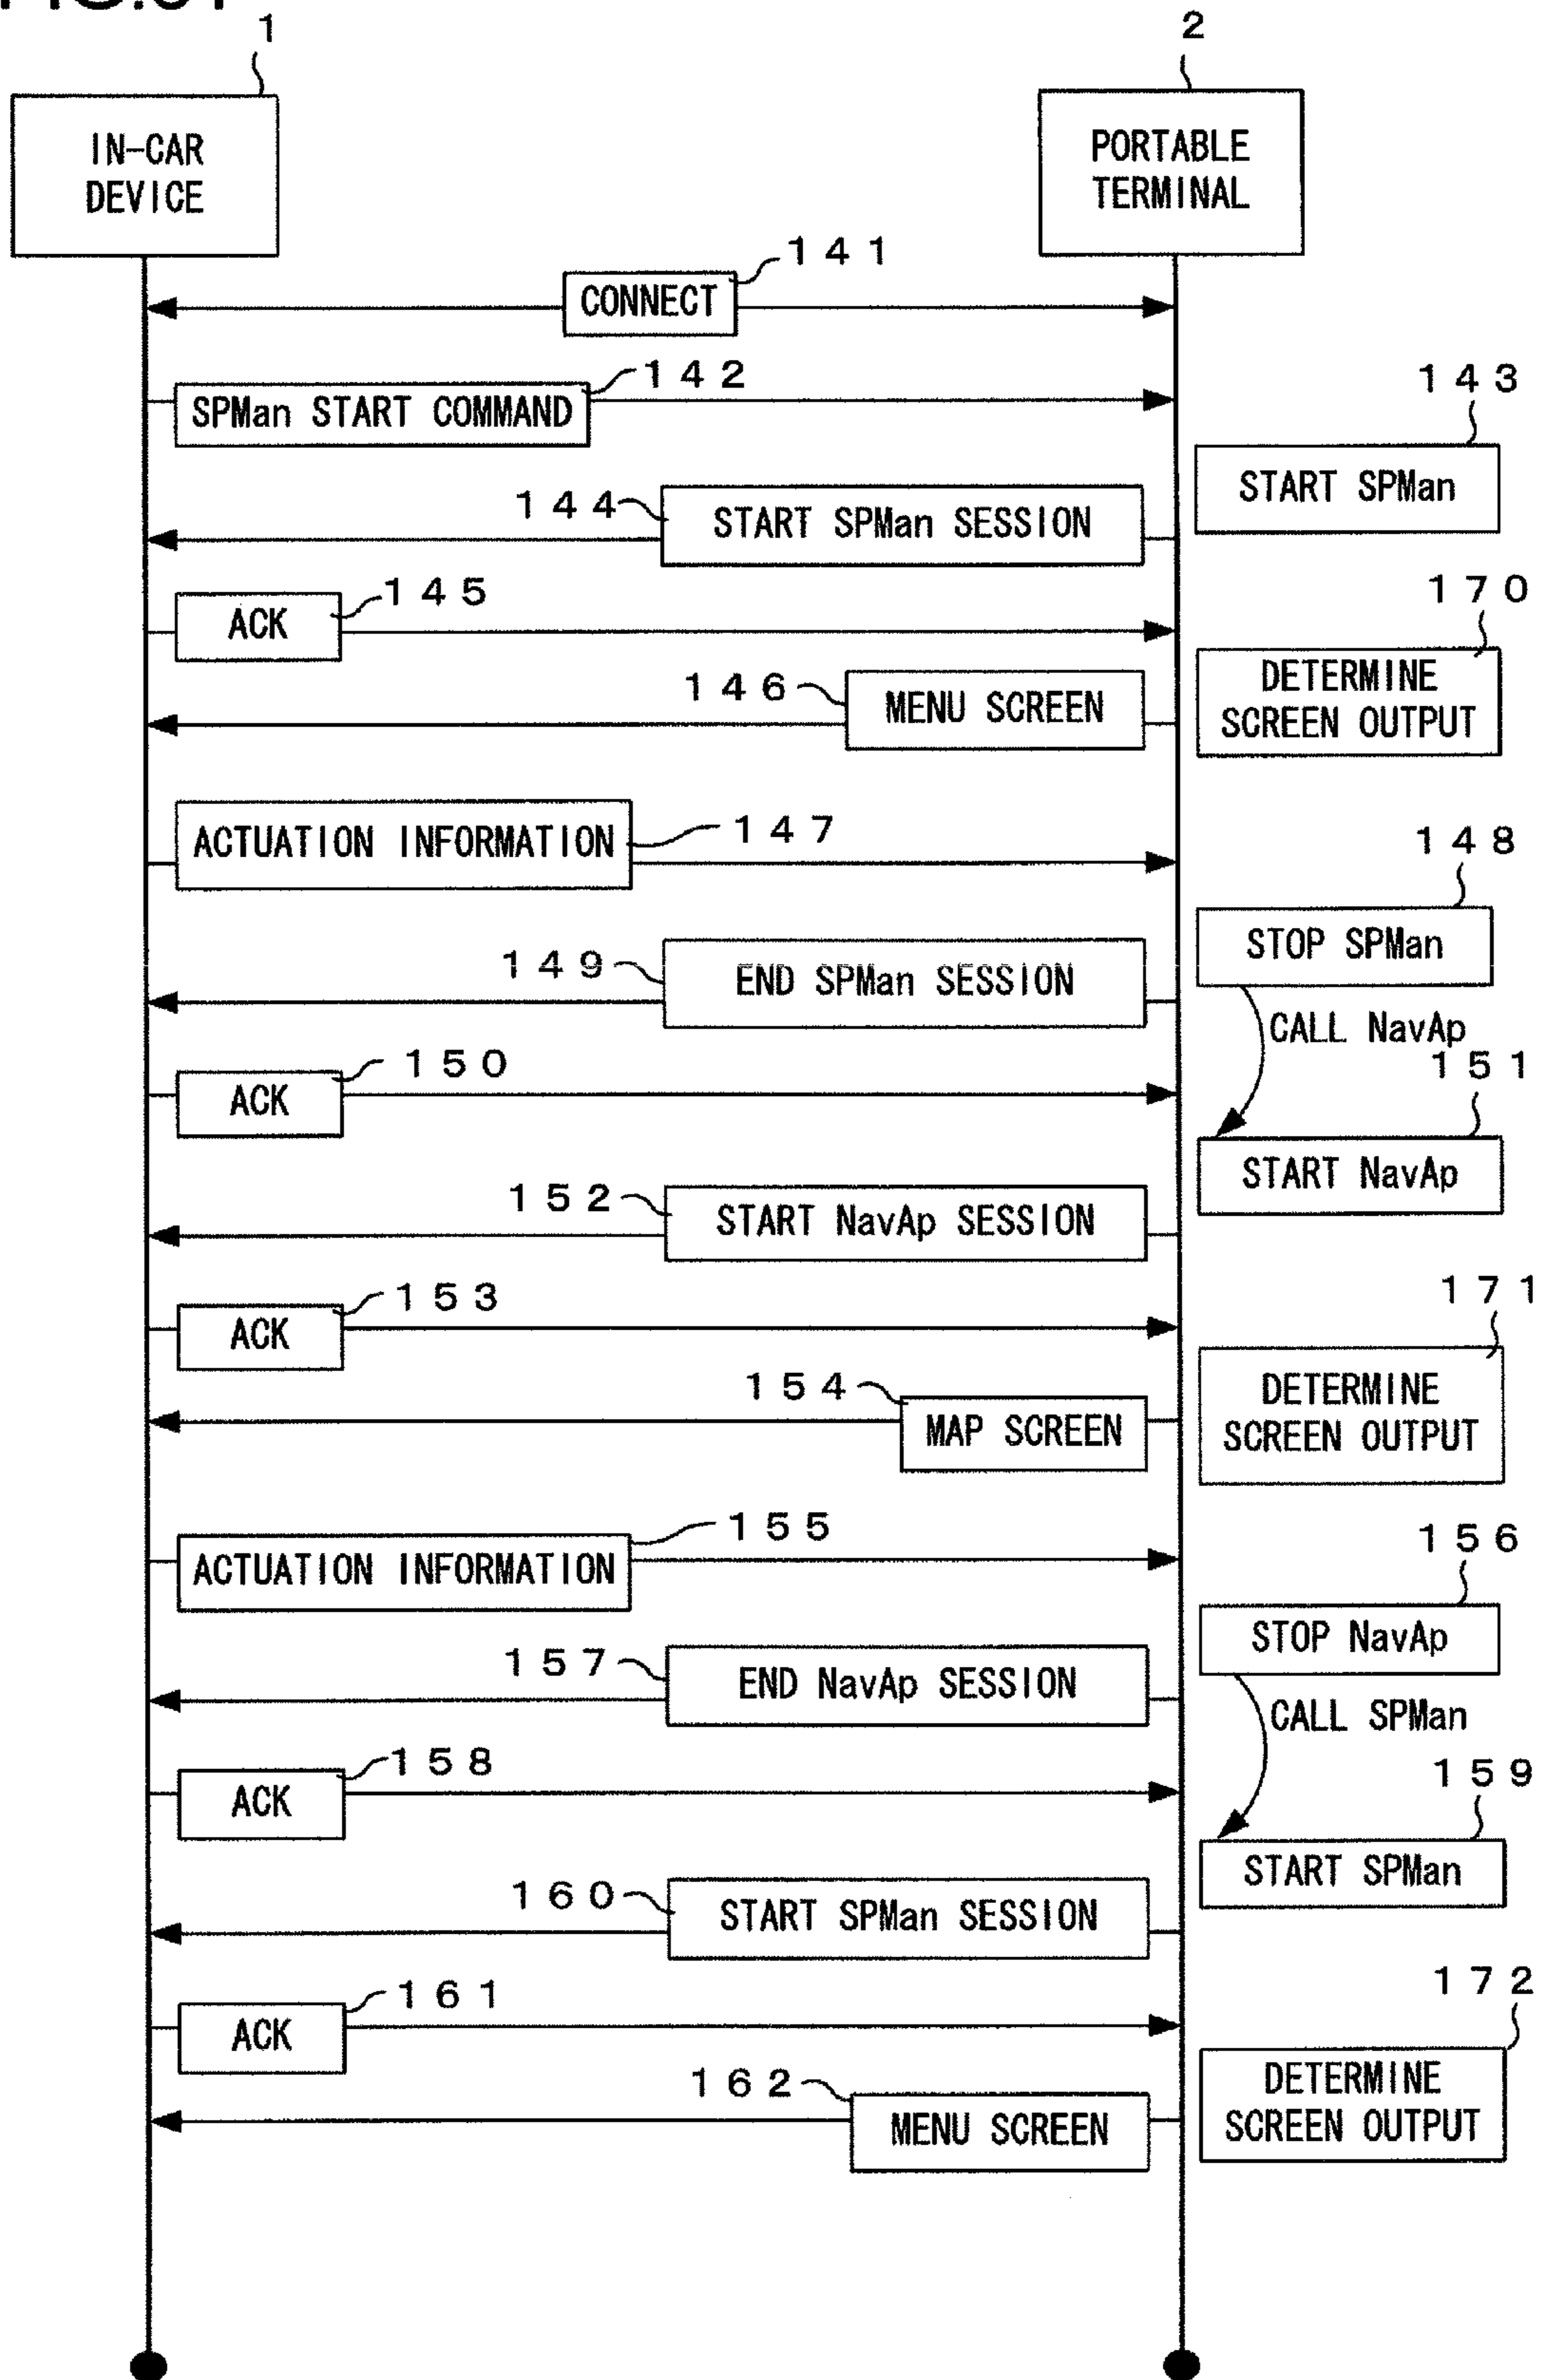 1
2
IN-CAR
DEVICE
PORTABLE
TERMINAL
141
CONNECT
142
SPMan START COMMAND
143
START SPMan
144
START SPMan SESSION
145
ACK
170
DETERMINE
SCREEN OUTPUT
146
MENU SCREEN
147
ACTUATION INFORMATION
148
STOP SPMan
149
END SPMan SESSION
CALL NavAp
150
ACK
151
START NavAp
152
START NavAp SESSION
153
ACK
171
DETERMINE
SCREEN OUTPUT
154
MAP SCREEN
155
ACTUATION INFORMATION
156
STOP NavAp
157
END NavAp SESSION
CALL SPMan
158
ACK
159
START SPMan
160
START SPMan SESSION
161
ACK
172
DETERMINE
SCREEN OUTPUT
162
MENU SCREEN